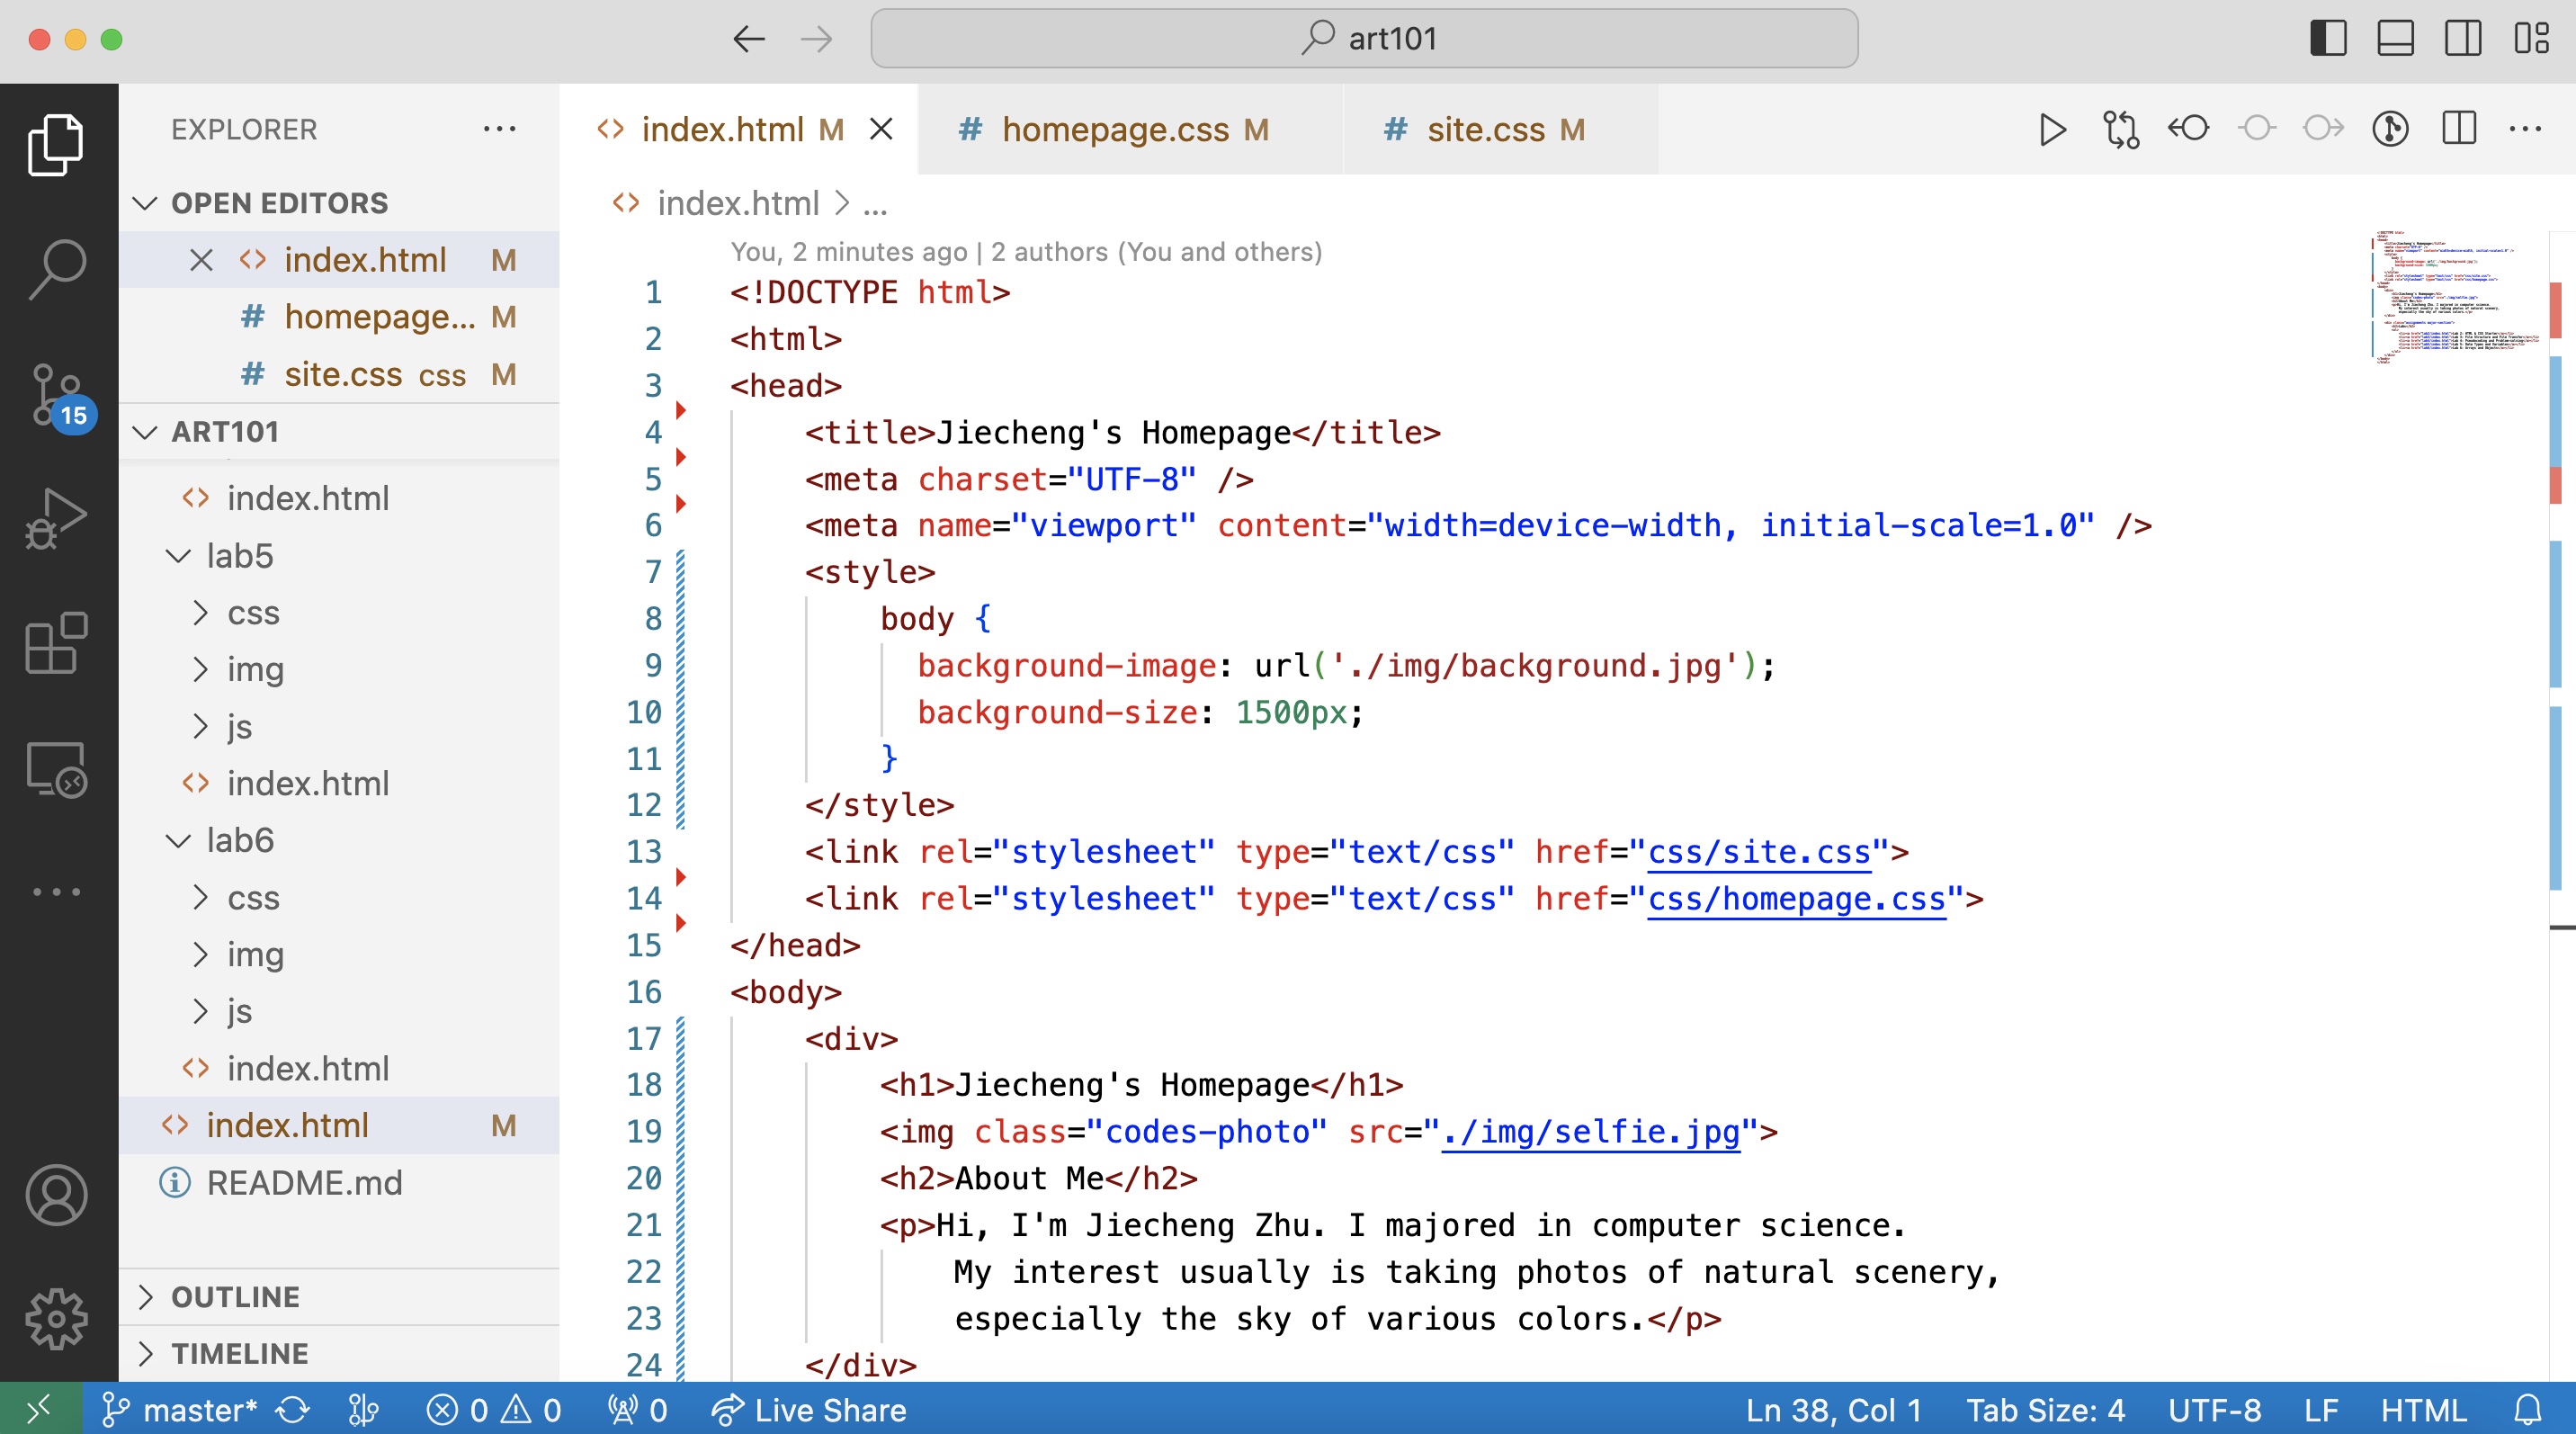 art101
EXPLORER
OPEN EDITORS
index.html M
homepage... M
site.css css M
ART101
index.html
lab5
css
img
js
index.html
lab6
css
img
js
index.html
index.html M
README.md
OUTLINE
TIMELINE
15
index.html M
homepage.css M
site.css M
index.html > ...
You, 2 minutes ago | 2 authors (You and others)
1 <!DOCTYPE html>
2 <html>
3 <head>
4 <title>Jiecheng's Homepage</title>
5 <meta charset="UTF-8" />
6 <meta name="viewport" content="width=device-width, initial-scale=1.0" />
7 <style>
8 body {
9 background-image: url('./img/background.jpg');
10 background-size: 1500px;
11 }
12 </style>
13 <link rel="stylesheet" type="text/css" href="css/site.css">
14 <link rel="stylesheet" type="text/css" href="css/homepage.css">
15 </head>
16 <body>
17 <div>
18 <h1>Jiecheng's Homepage</h1>
19 <img class="codes-photo" src="./img/selfie.jpg">
20 <h2>About Me</h2>
21 <p>Hi, I'm Jiecheng Zhu. I majored in computer science.
22 My interest usually is taking photos of natural scenery,
23 especially the sky of various colors.</p>
24 </div>
master* 0 0 0 Live Share Ln 38, Col 1 Tab Size: 4 UTF-8 LF HTML